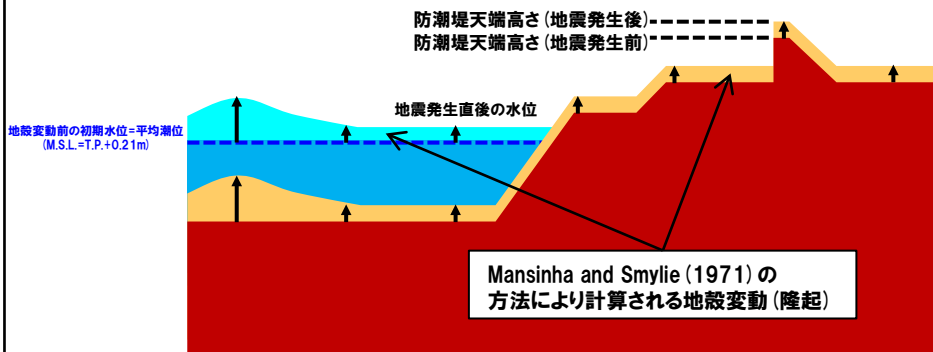 防潮堤天端高さ(地震発生後)
防潮堤天端高さ(地震発生前)
地震発生直後の水位
地殻変動前の初期水位=平均潮位
(M.S.L.=T.P.+0.21m)
Mansinha and Smylie(1971)の
方法により計算される地殻変動(隆起)